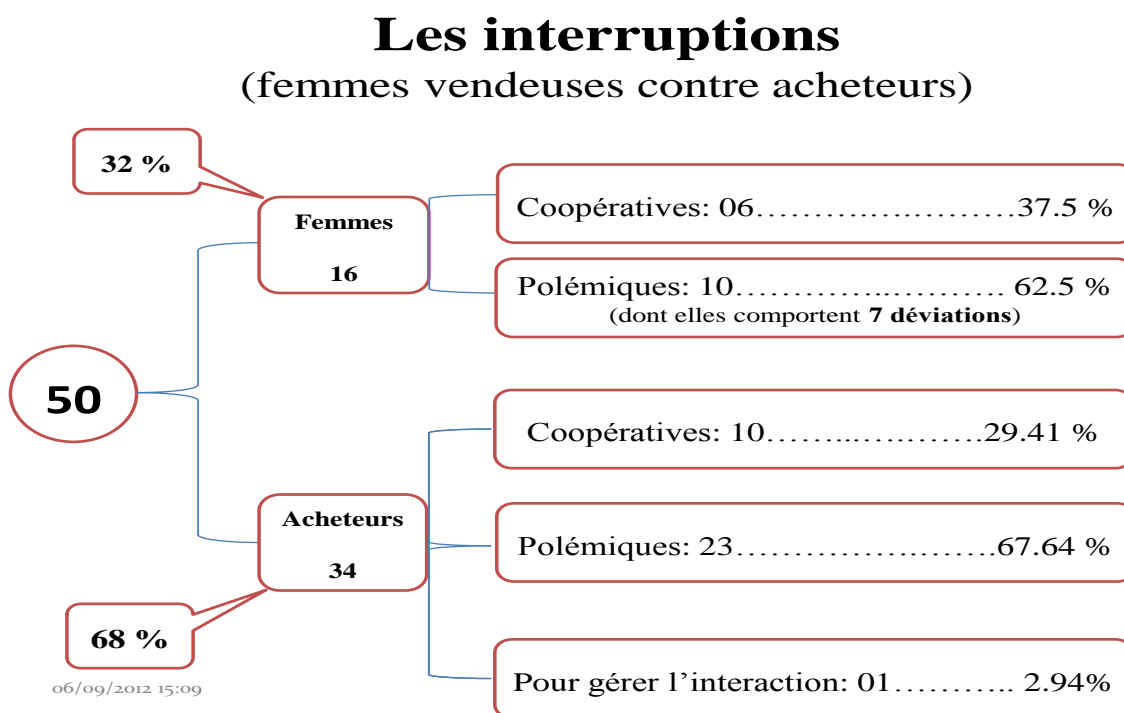 Les interruptions
(femmes vendeuses contre acheteurs)
32 %
Femmes
16
Coopératives: 06………..…..………37.5 %
Polémiques: 10…………..………. 62.5 %
(dont elles comportent 7 déviations)
50
Coopératives: 10……...…..…….29.41 %
Acheteurs
34
Polémiques: 23……………..…….67.64 %
68 %
Pour gérer l’interaction: 01……….. 2.94%
06/09/2012 15:09